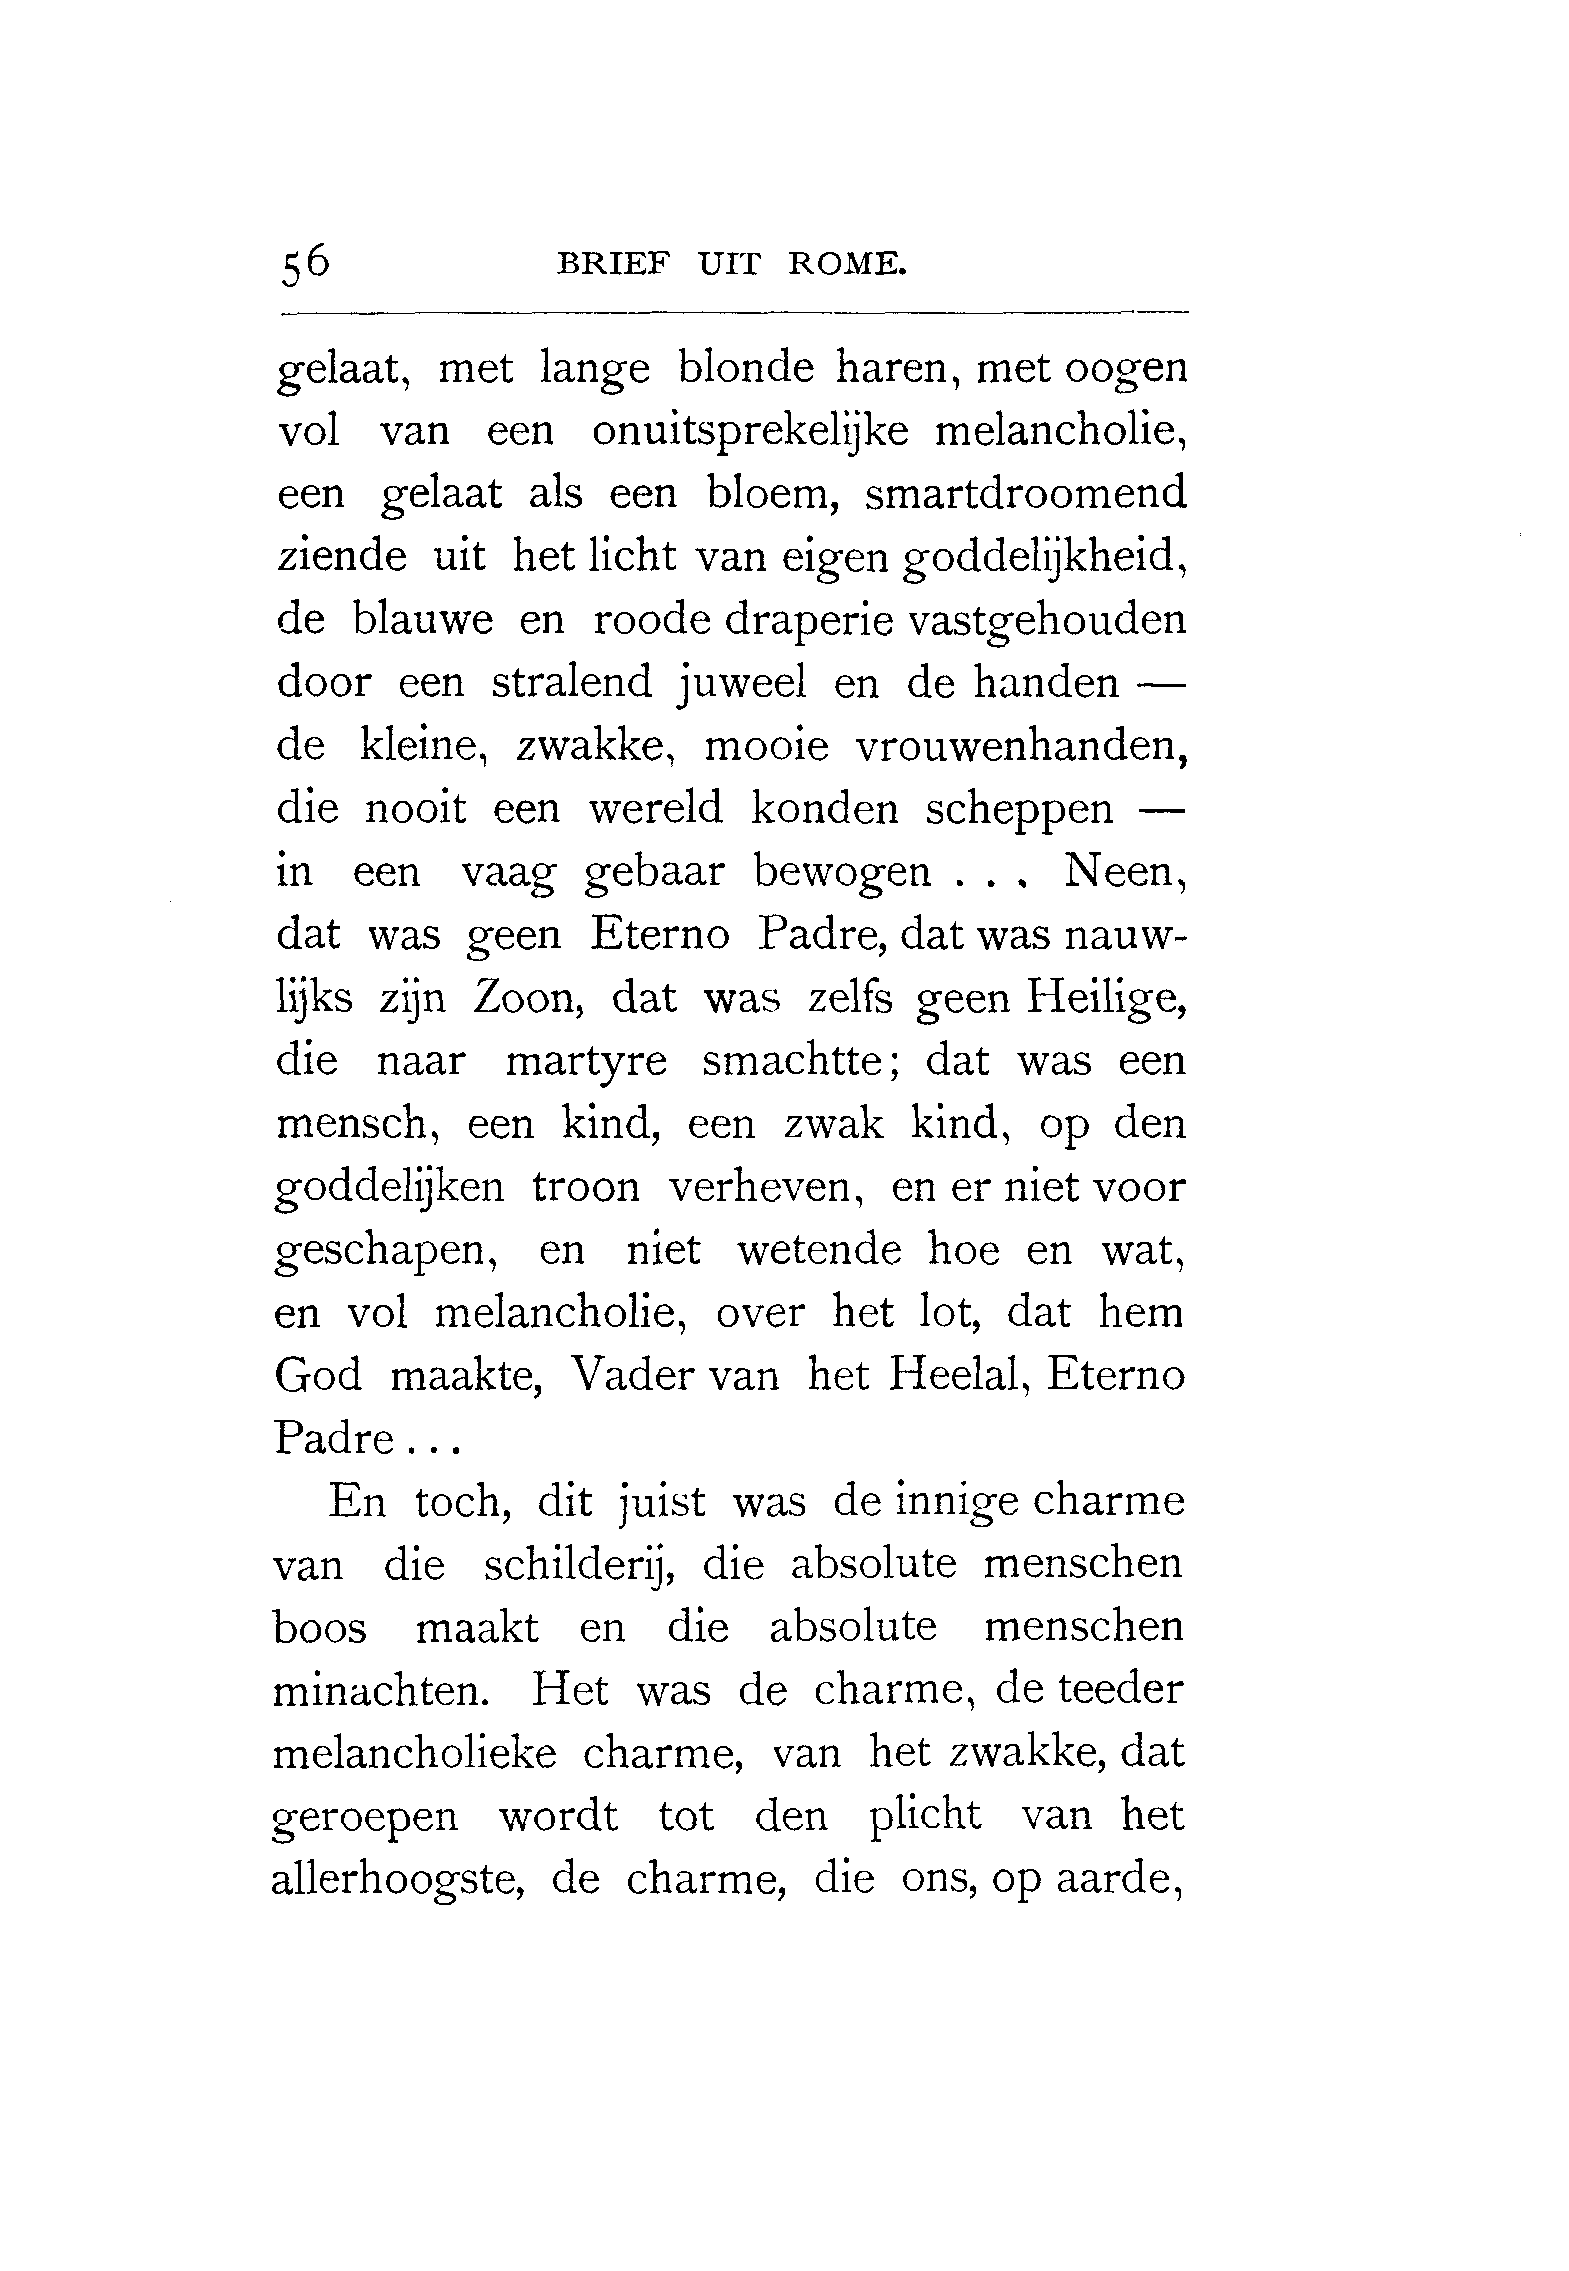 56 BRIEF UIT ROME.
gelaat, met lange blonde haren, met oogen
vol van een onuitsprekelijke melancholie,
een gelaat als een bloem, smartdroomend
ziende uit het licht van eigen goddelijkheid,
de blauwe en roode draperie vastgehouden
door een stralend juweel en de handen —
de kleine, zwakke, mooie vrouwenhanden,
die nooit een wereld konden scheppen —
in een vaag gebaar bewogen . . . Neen,
dat was geen Eterno Padre, dat was nauw-
lijks zijn Zoon, dat was zelfs geen Heilige,
die naar martyre smachtte; dat was een
mensch, een kind, een zwak kind, op den
goddelijken troon verheven, en er niet voor
geschapen, en niet wetende hoe en wat,
en vol melancholie, over het lot, dat hem
God maakte, Vader van het Heelal, Eterno
Padre . . .
En toch, dit juist was de innige charme
van die schilderij, die absolute menschen
boos maakt en die absolute menschen
minachten. Het was de charme, de teeder
melancholieke charme, van het zwakke, dat
geroepen wordt tot den plicht van het
allerhoogste, de charme, die ons, op aarde,